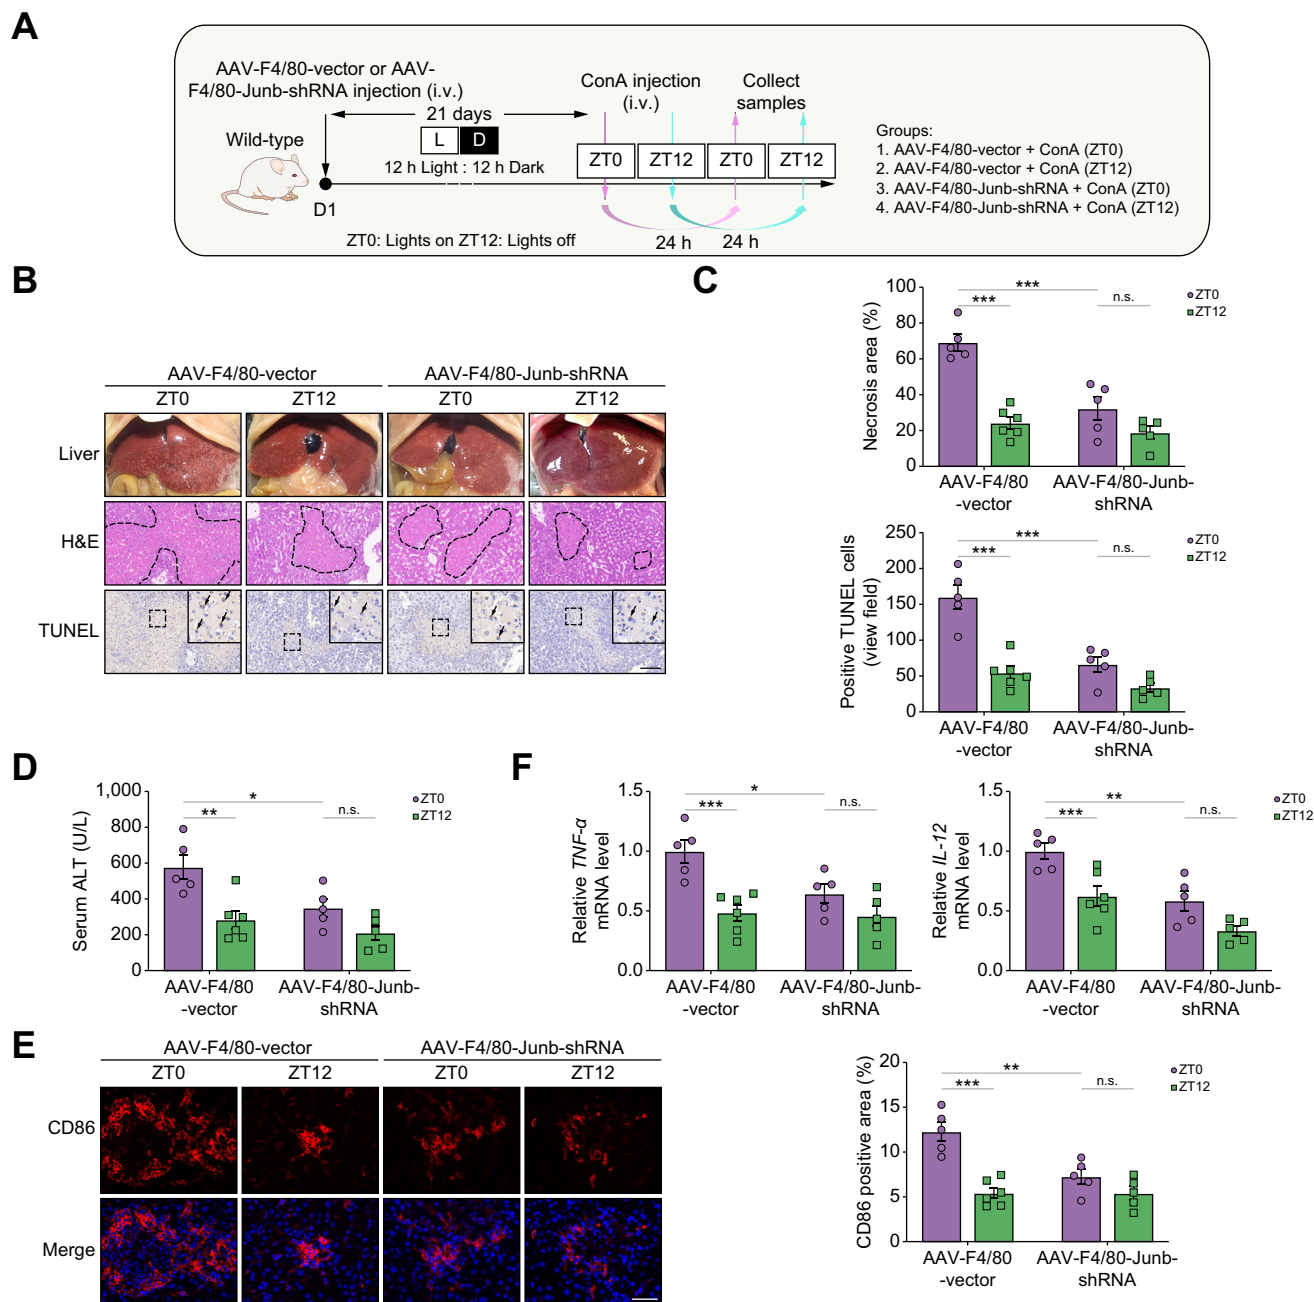 A
AAV-F4/80-vector or AAV-
F4/80-Junb-shRNA injection (i.v.)
Wild-type
21 days
L D
12 h Light : 12 h Dark
D1
ConA injection
(i.v.)
Collect
samples
ZT0 ZT12 ZT0 ZT12
24 h 24 h
ZT0: Lights on ZT12: Lights off
Groups:
1. AAV-F4/80-vector + ConA (ZT0)
2. AAV-F4/80-vector + ConA (ZT12)
3. AAV-F4/80-Junb-shRNA + ConA (ZT0)
4. AAV-F4/80-Junb-shRNA + ConA (ZT12)
B
AAV-F4/80-vector AAV-F4/80-Junb-shRNA
ZT0 ZT12 ZT0 ZT12
Liver
H&E
TUNEL
C
Necrosis area (%)
100
80
60
40
20
0
***
***
n.s.
ZT0
ZT12
AAV-F4/80
-vector
AAV-F4/80-Junb-
shRNA
Positive TUNEL cells
(view field)
250
200
150
100
50
0
***
***
n.s.
ZT0
ZT12
AAV-F4/80
-vector
AAV-F4/80-Junb-
shRNA
D
Serum ALT (U/L)
1,000
800
600
400
200
0
*
**
n.s.
ZT0
ZT12
AAV-F4/80
-vector
AAV-F4/80-Junb-
shRNA
F
Relative TNF-α
mRNA level
1.5
1.0
0.5
0.0
*
***
n.s.
ZT0
ZT12
AAV-F4/80
-vector
AAV-F4/80-Junb-
shRNA
Relative IL-12
mRNA level
1.5
1.0
0.5
0.0
**
***
n.s.
ZT0
ZT12
AAV-F4/80
-vector
AAV-F4/80-Junb-
shRNA
E
AAV-F4/80-vector AAV-F4/80-Junb-shRNA
ZT0 ZT12 ZT0 ZT12
CD86
Merge
CD86 positive area (%)
20
15
10
5
0
**
***
n.s.
ZT0
ZT12
AAV-F4/80
-vector
AAV-F4/80-Junb-
shRNA